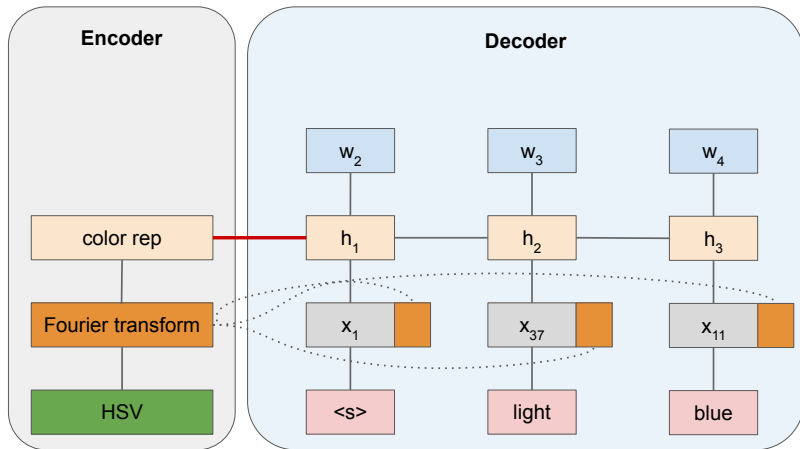 Encoder
Decoder
w₂
w₃
w₄
color rep
h₁
h₂
h₃
Fourier transform
x₁
x₃₇
x₁₁
HSV
<s>
light
blue